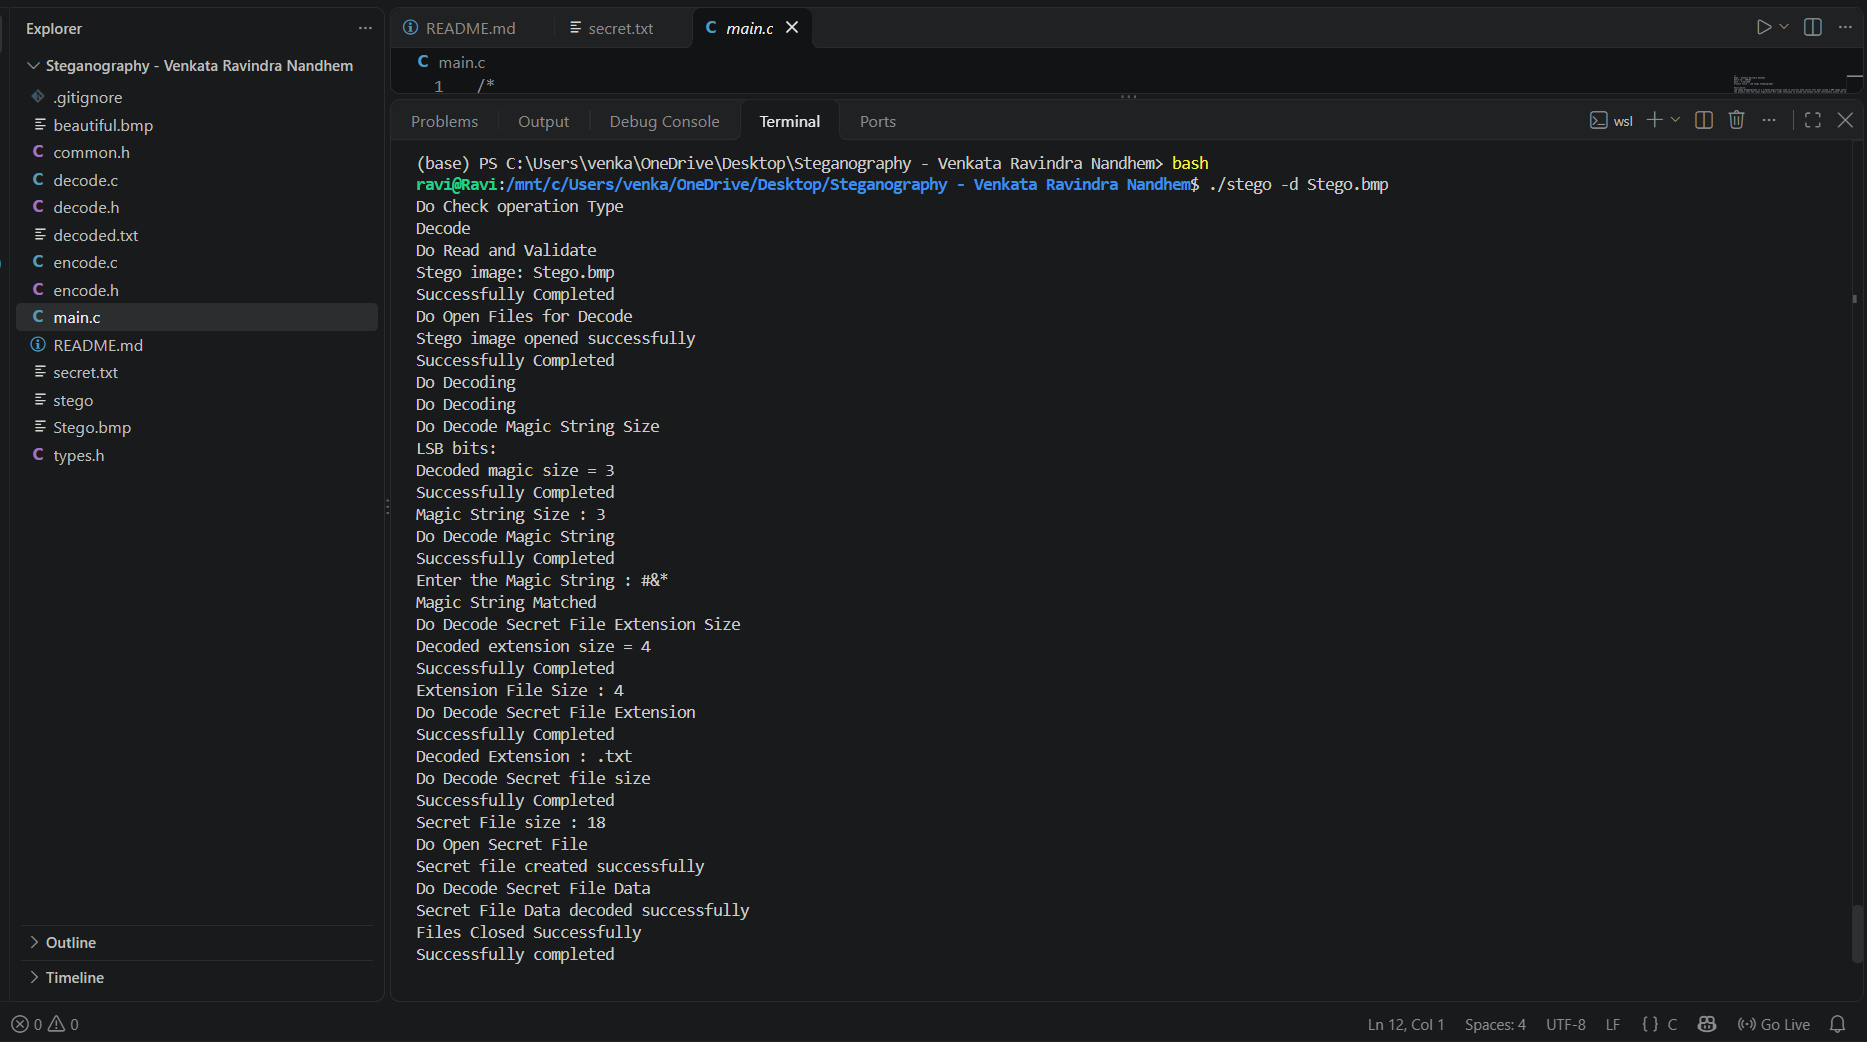 Explorer
Steganography - Venkata Ravindra Nandhem
.gitignore
beautiful.bmp
C common.h
C decode.c
C decode.h
decoded.txt
C encode.c
C encode.h
C main.c
README.md
secret.txt
stego
Stego.bmp
C types.h
Outline
Timeline
README.md
secret.txt
C main.c
C main.c
1 /*
Problems Output Debug Console Terminal Ports
wsl
(base) PS C:\Users\venka\OneDrive\Desktop\Steganography - Venkata Ravindra Nandhem> bash
ravi@Ravi:/mnt/c/Users/venka/OneDrive/Desktop/Steganography - Venkata Ravindra Nandhem$ ./stego -d Stego.bmp
Do Check operation Type
Decode
Do Read and Validate
Stego image: Stego.bmp
Successfully Completed
Do Open Files for Decode
Stego image opened successfully
Successfully Completed
Do Decoding
Do Decoding
Do Decode Magic String Size
LSB bits:
Decoded magic size = 3
Successfully Completed
Magic String Size : 3
Do Decode Magic String
Successfully Completed
Enter the Magic String : #&*
Magic String Matched
Do Decode Secret File Extension Size
Decoded extension size = 4
Successfully Completed
Extension File Size : 4
Do Decode Secret File Extension
Successfully Completed
Decoded Extension : .txt
Do Decode Secret file size
Successfully Completed
Secret File size : 18
Do Open Secret File
Secret file created successfully
Do Decode Secret File Data
Secret File Data decoded successfully
Files Closed Successfully
Successfully completed
0 0
Ln 12, Col 1 Spaces: 4 UTF-8 LF { } C Go Live